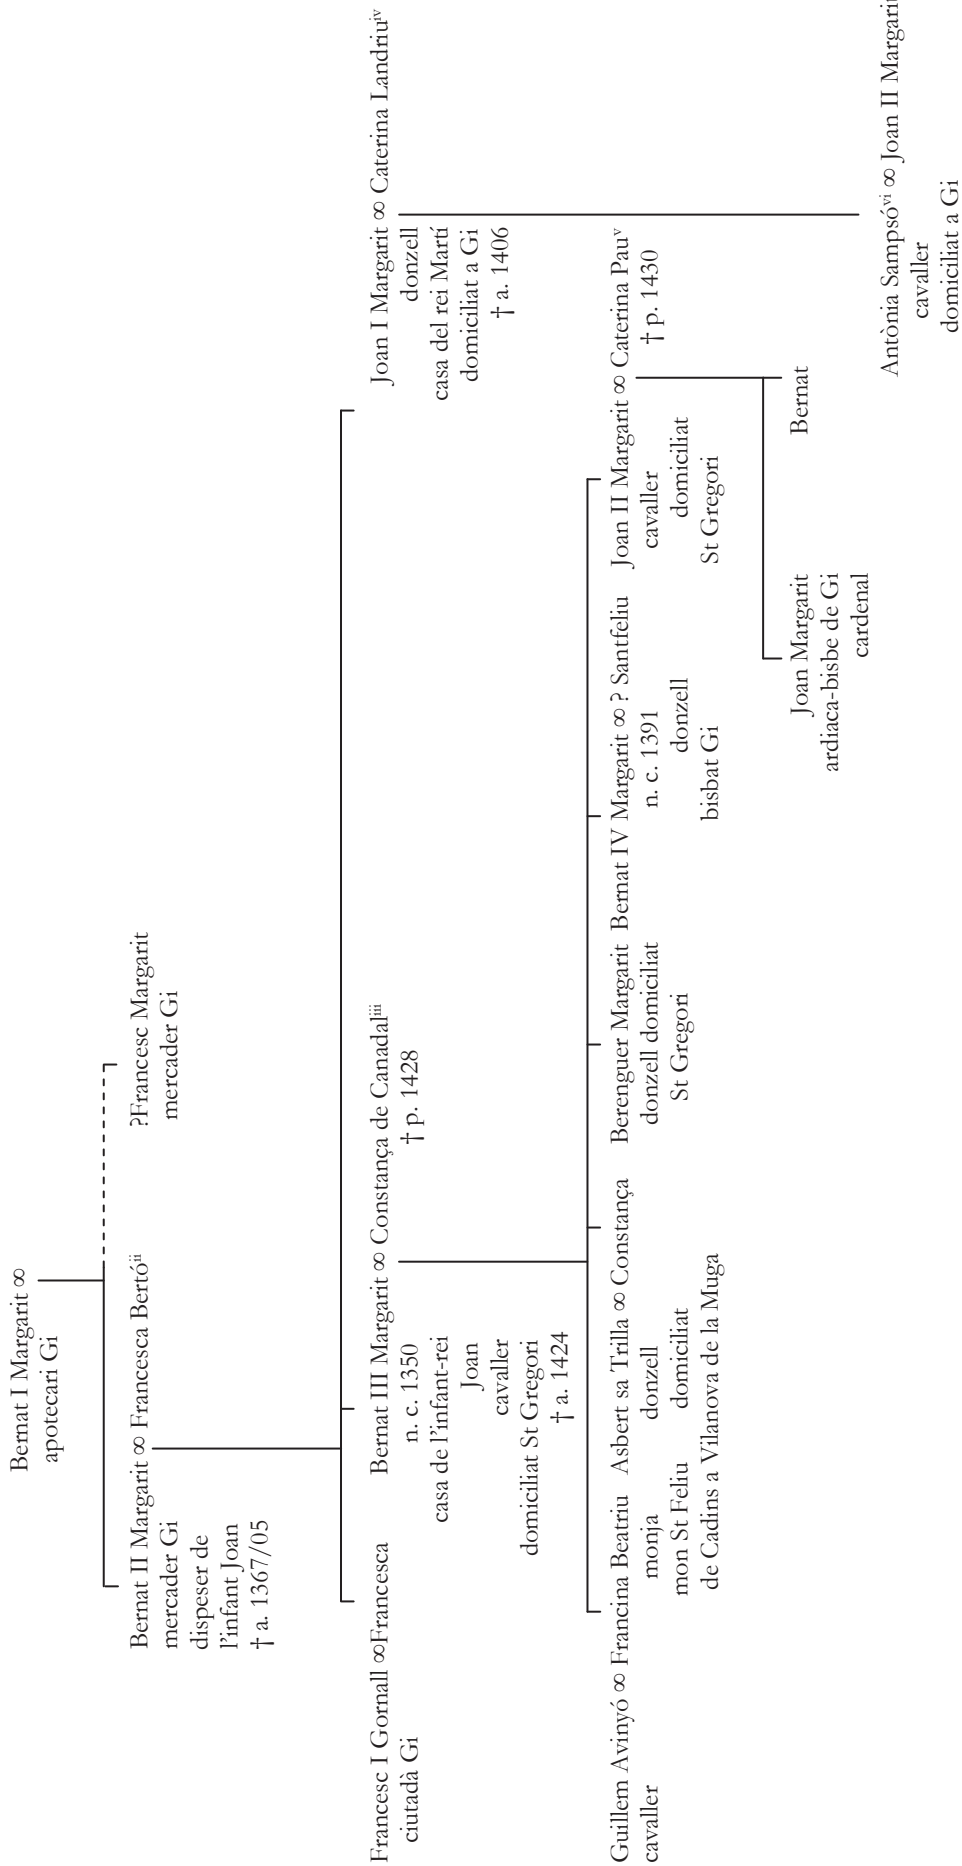 Bernat I Margarit ∞
apotecari Gi
Bernat II Margarit ∞ Francesca Bertóⁱⁱ
mercader Gi
dispeser de
l'infant Joan
† a. 1367/05
?Francesc Margarit
mercader Gi
Francesc I Gornall ∞Francesca
ciutadà Gi
Bernat III Margarit ∞ Constança de Canadalⁱⁱⁱ
n. c. 1350
† p. 1428
casa de l'infant-rei
Joan
cavaller
domiciliat St Gregori
† a. 1424
Joan I Margarit ∞ Caterina Landriuⁱᵛ
donzell
casa del rei Martí
domiciliat a Gi
† a. 1406
Guillem Avinyó ∞ Francina
cavaller
Beatriu
monja
mon St Feliu
de Cadins a Vilanova de la Muga
Asbert sa Trilla ∞ Constança
donzell
domiciliat
Berenguer Margarit
donzell domiciliat
St Gregori
Bernat IV Margarit ∞ ? Santfeliu
n. c. 1391
donzell
bisbat Gi
Joan II Margarit ∞ Caterina Pauᵛ
cavaller
† p. 1430
domiciliat
St Gregori
Joan Margarit
ardiaca-bisbe de Gi
cardenal
Bernat
Antònia Sampsóᵛⁱ ∞ Joan II Margarit
cavaller
domiciliat a Gi